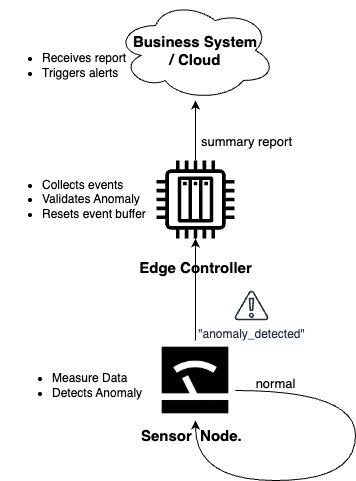 Business System
/ Cloud
• Receives report
• Triggers alerts
summary report
• Collects events
• Validates Anomaly
• Resets event buffer
Edge Controller
"anomaly_detected"
• Measure Data
• Detects Anomaly
normal
Sensor Node.